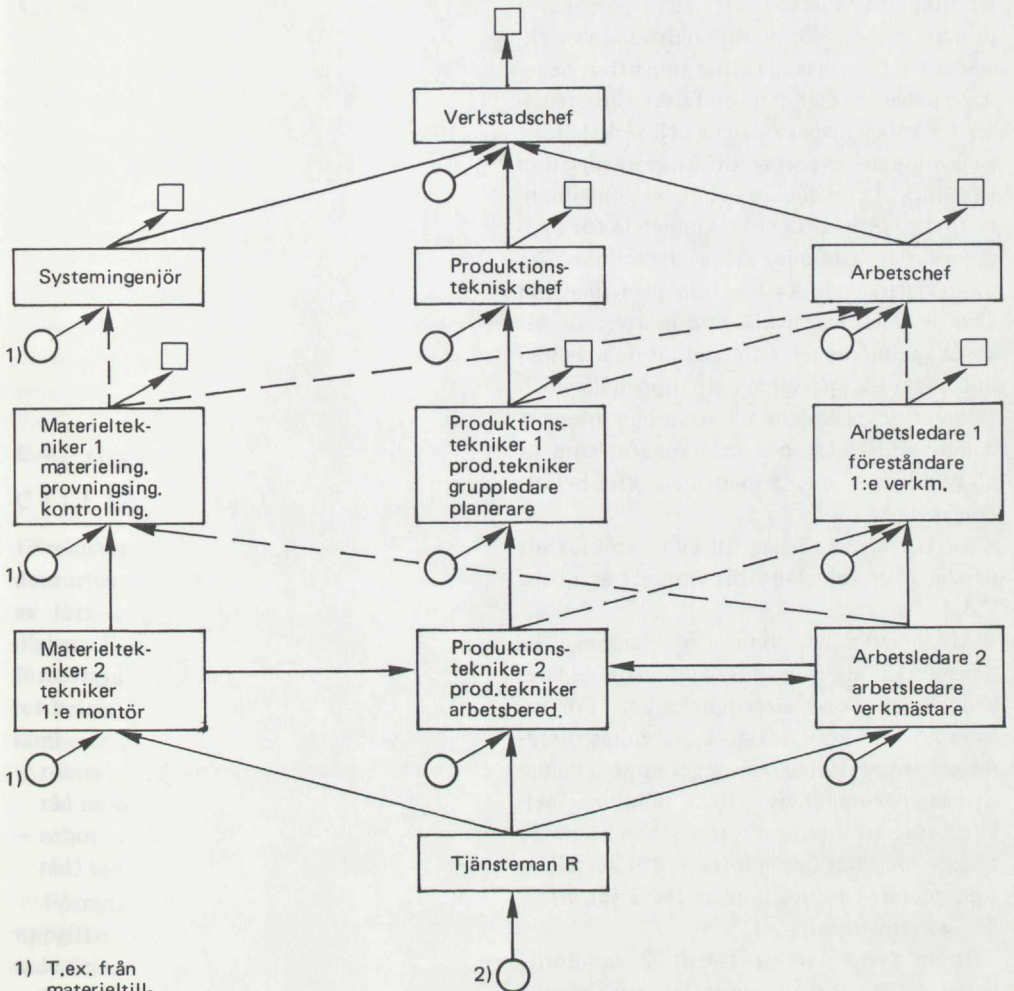 Verkstadschef
Systemingenjör
Produktions-
teknisk chef
Arbetschef
1)
Materieltek-
niker 1
materieling.
provningsing.
kontrolling.
Produktions-
tekniker 1
prod.tekniker
gruppledare
planerare
Arbetsledare 1
föreståndare
1:e verkm.
1)
Materieltek-
niker 2
tekniker
1:e montör
Produktions-
tekniker 2
prod.tekniker
arbetsbered.
Arbetsledare 2
arbetsledare
verkmästare
1)
Tjänsteman R
2)
1) T.ex. från
materieltill-